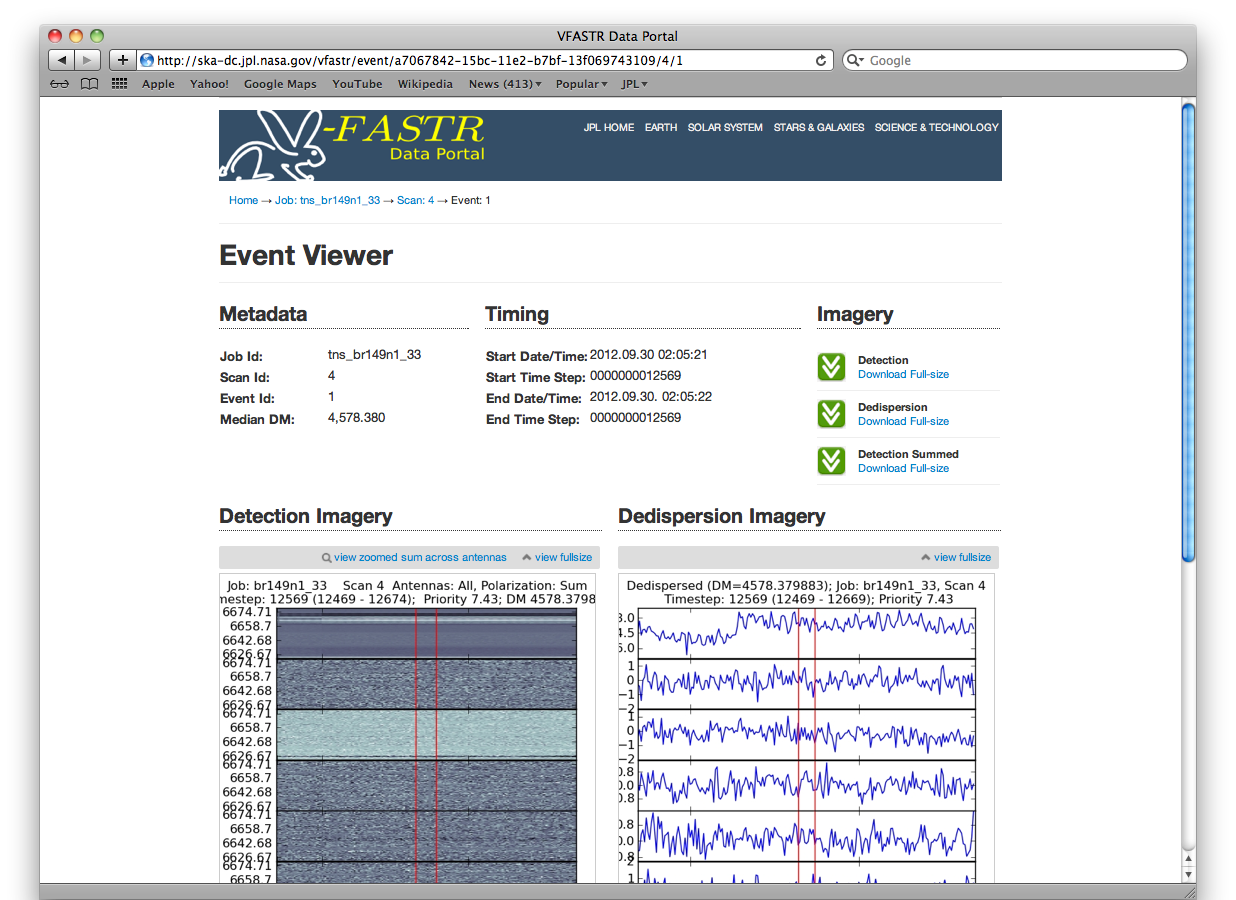 VFASTR Data Portal
http://ska-dc.jpl.nasa.gov/vfastr/event/a7067842-15bc-11e2-b7bf-13f069743109/4/1
Google
Apple Yahoo! Google Maps YouTube Wikipedia News (413) Popular JPL
-FASTR
Data Portal
JPL HOME EARTH SOLAR SYSTEM STARS & GALAXIES SCIENCE & TECHNOLOGY
Home → Job: tns_br149n1_33 → Scan: 4 → Event: 1
Event Viewer
Metadata
Job Id: tns_br149n1_33
Scan Id: 4
Event Id: 1
Median DM: 4,578.380
Timing
Start Date/Time: 2012.09.30 02:05:21
Start Time Step: 0000000012569
End Date/Time: 2012.09.30. 02:05:22
End Time Step: 0000000012569
Imagery
Detection
Download Full-size
Dedispersion
Download Full-size
Detection Summed
Download Full-size
Detection Imagery
view zoomed sum across antennas view fullsize
Job: br149n1_33 Scan 4 Antennas: All, Polarization: Sum
mestep: 12569 (12469 - 12674); Priority 7.43; DM 4578.3798
6674.71
6658.7
6642.68
6626.67
6674.71
6658.7
6642.68
6626.67
6674.71
6658.7
6642.68
6626.67
6674.71
6658.7
6642.68
6626.67
6674.71
6658.7
6642.68
6626.67
6674.71
6658.7
Dedispersion Imagery
view fullsize
Dedispersed (DM=4578.379883); Job: br149n1_33, Scan 4
Timestep: 12569 (12469 - 12669); Priority 7.43
3.0
4.5
5.0
1
0
−1
−2
1
0
−1
−2
0.8
0.0
0.8
0.8
0.0
0.8
2
1